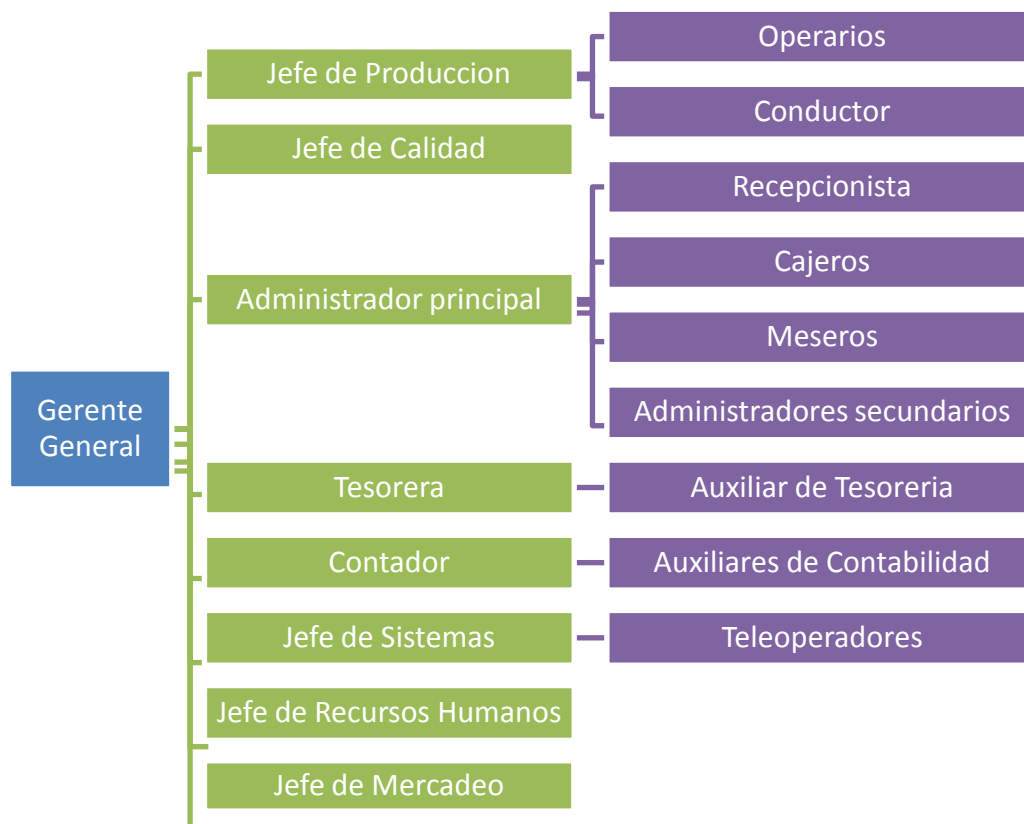 Gerente
General
Jefe de Produccion
Operarios
Conductor
Jefe de Calidad
Administrador principal
Recepcionista
Cajeros
Meseros
Administradores secundarios
Tesorera
Auxiliar de Tesoreria
Contador
Auxiliares de Contabilidad
Jefe de Sistemas
Teleoperadores
Jefe de Recursos Humanos
Jefe de Mercadeo